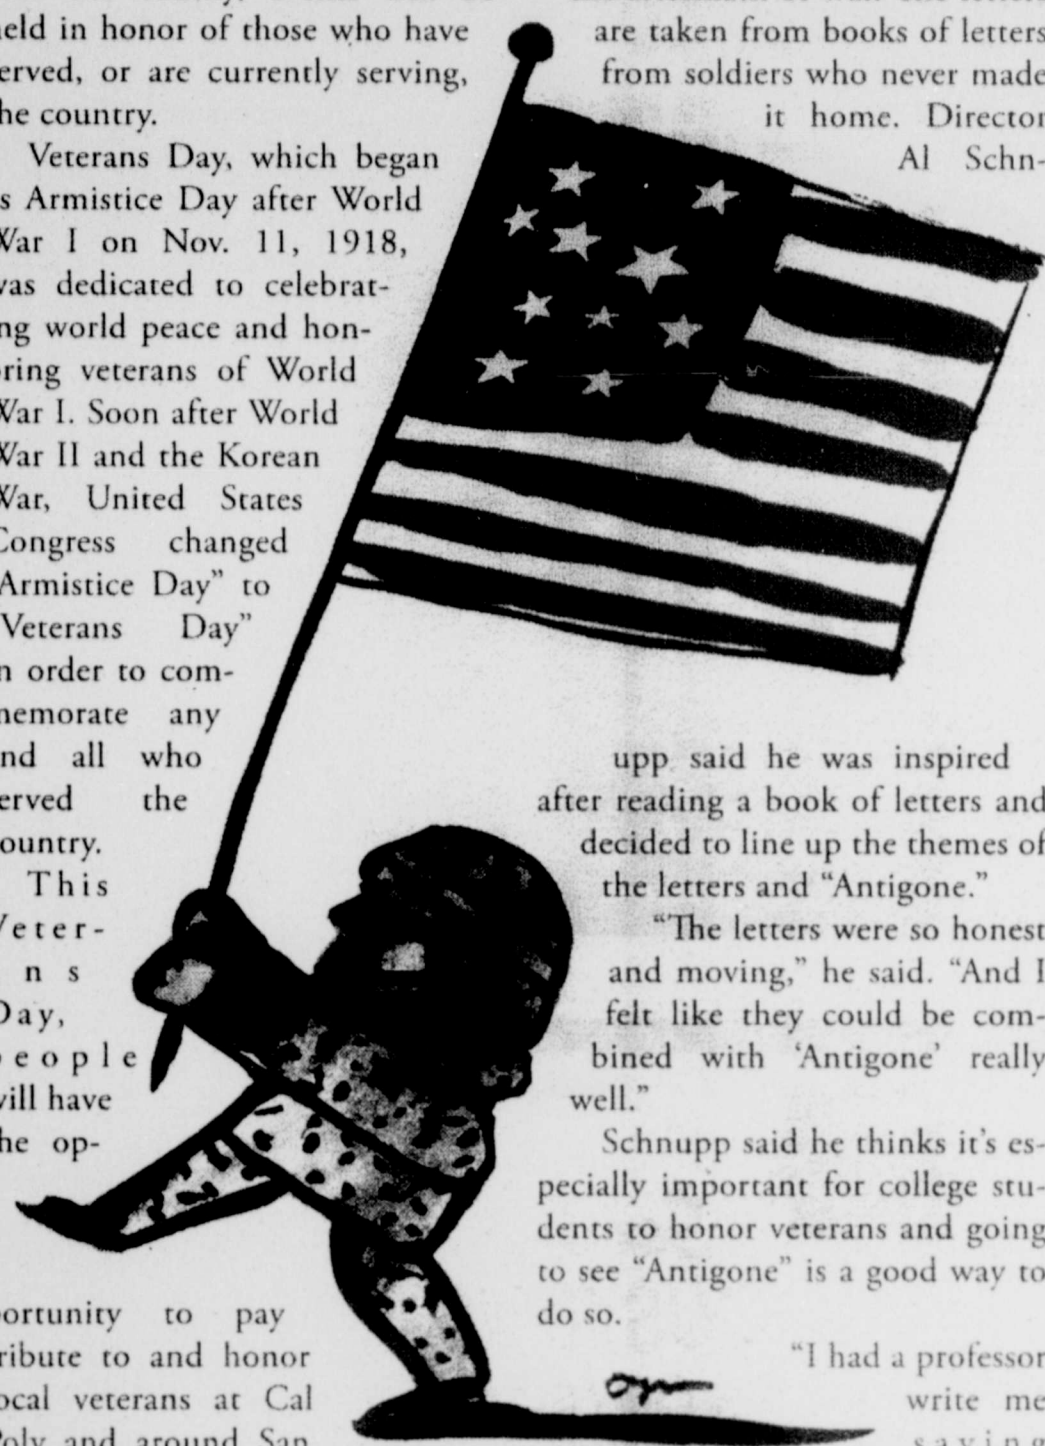 held in honor of those who have
erved, or are currently serving,
he country.
Veterans Day, which began
s Armistice Day after World
War I on Nov. 11, 1918,
was dedicated to celebrat-
ng world peace and hon-
oring veterans of World
War I. Soon after World
War II and the Korean
War, United States
Congress changed
Armistice Day” to
Veterans Day”
n order to com-
memorate any
nd all who
erved the
ountry.
This
Veter-
n s
Day,
people
will have
he op-
portunity to pay
ribute to and honor
ocal veterans at Cal
Poly and around San
are taken from books of letters
from soldiers who never made
it home. Director
Al Schn-
upp said he was inspired
after reading a book of letters and
decided to line up the themes of
the letters and “Antigone.”
“The letters were so honest
and moving,” he said. “And I
felt like they could be com-
bined with ‘Antigone’ really
well.”
Schnupp said he thinks it’s es-
pecially important for college stu-
dents to honor veterans and going
to see “Antigone” is a good way to
do so.
“I had a professor
write me
saying